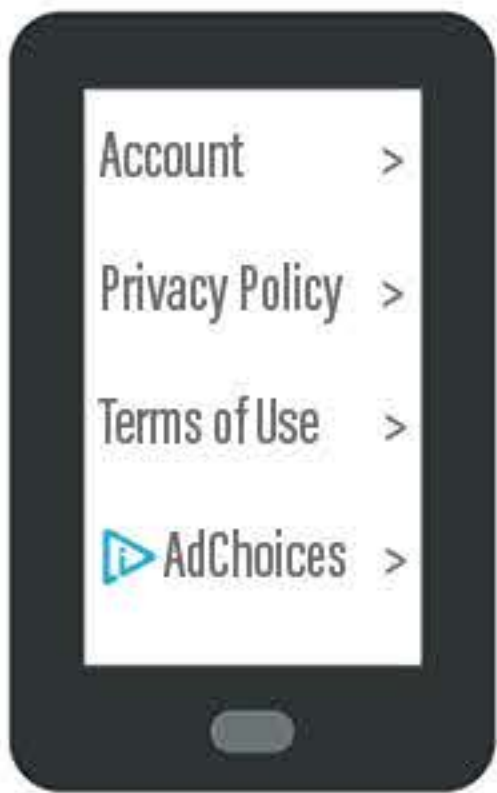 Account >
Privacy Policy >
Terms of Use >
i AdChoices >